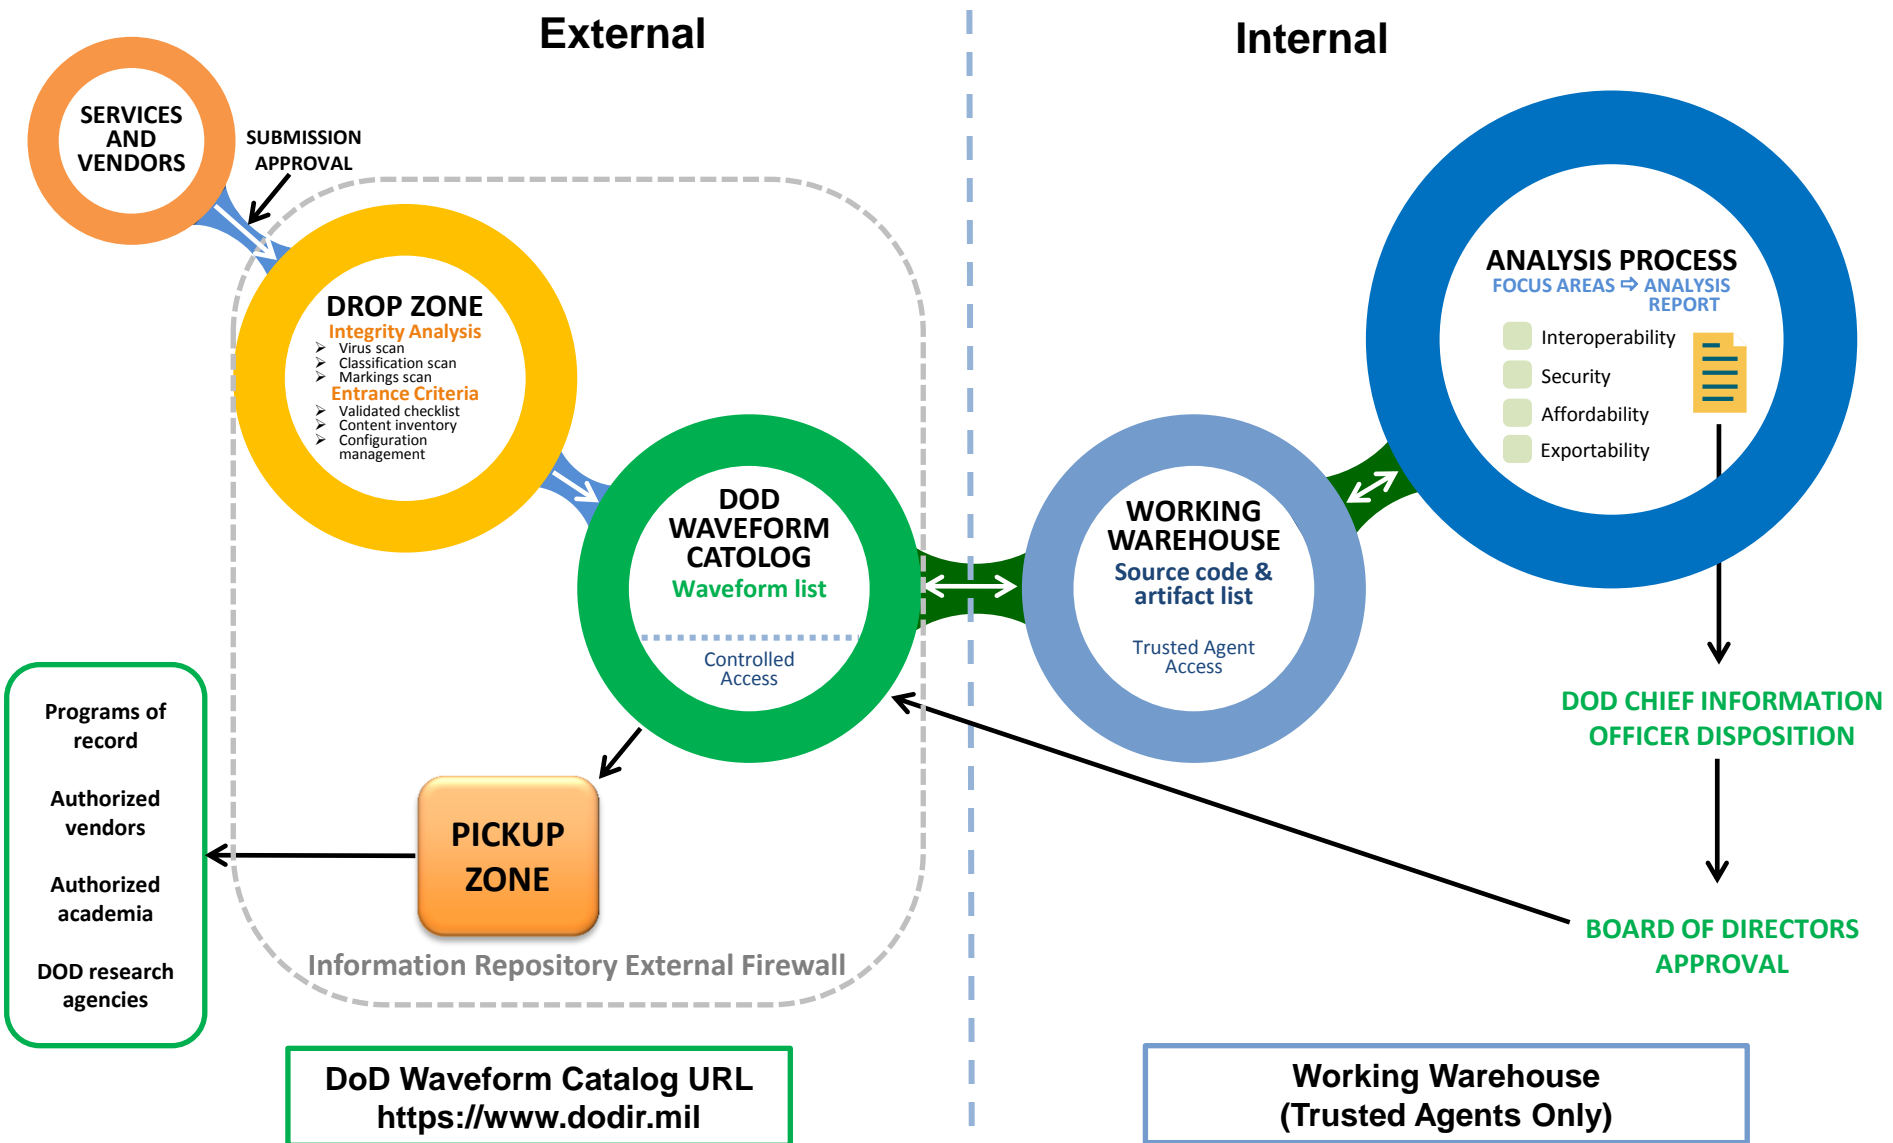 External
Internal
SERVICES
AND
VENDORS
SUBMISSION
APPROVAL
DROP ZONE
Integrity Analysis
➢ Virus scan
➢ Classification scan
➢ Markings scan
Entrance Criteria
➢ Validated checklist
➢ Content inventory
➢ Configuration
management
DOD
WAVEFORM
CATOLOG
Waveform list
Controlled
Access
WORKING
WAREHOUSE
Source code &
artifact list
Trusted Agent
Access
ANALYSIS PROCESS
FOCUS AREAS ⇨ ANALYSIS
REPORT
Interoperability
Security
Affordability
Exportability
DOD CHIEF INFORMATION
OFFICER DISPOSITION
BOARD OF DIRECTORS
APPROVAL
Programs of
record
Authorized
vendors
Authorized
academia
DOD research
agencies
PICKUP
ZONE
Information Repository External Firewall
DoD Waveform Catalog URL
https://www.dodir.mil
Working Warehouse
(Trusted Agents Only)